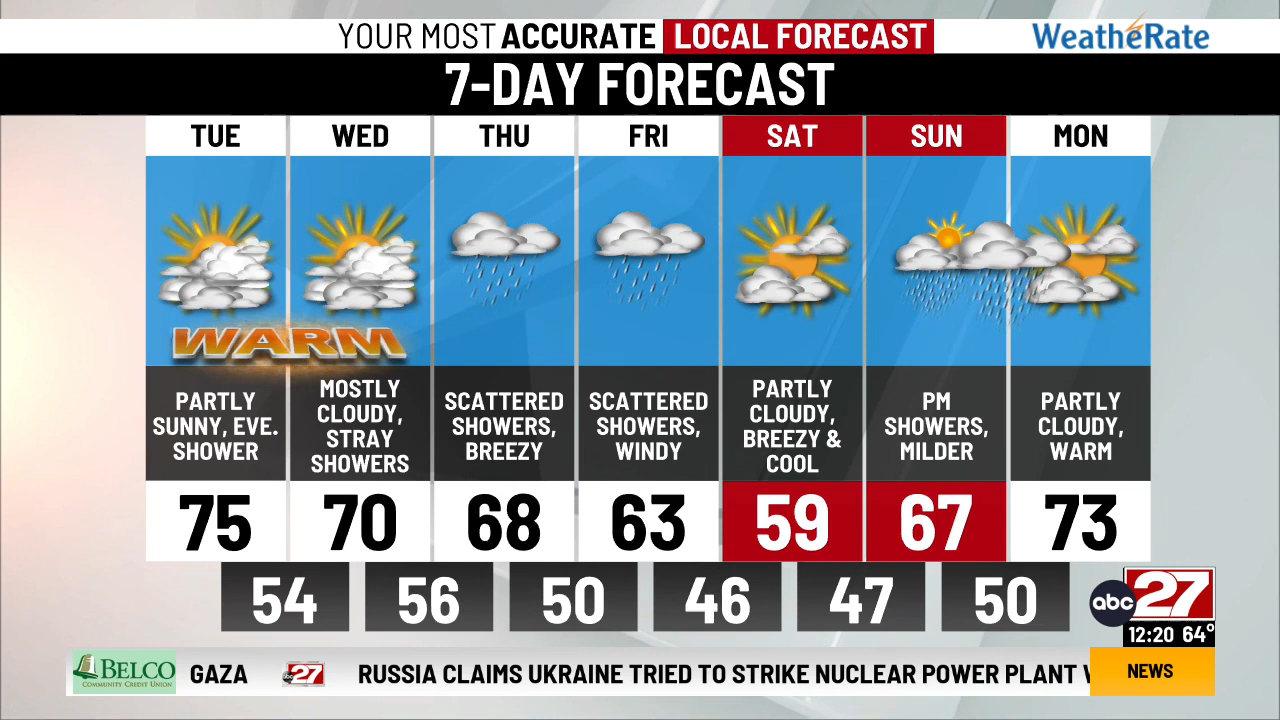 YOUR MOST ACCURATE LOCAL FORECAST
WeatheRate
7-DAY FORECAST
TUE WED THU FRI SAT SUN MON
WARM
PARTLY SUNNY, EVE. SHOWER
MOSTLY CLOUDY, STRAY SHOWERS
SCATTERED SHOWERS, BREEZY
SCATTERED SHOWERS, WINDY
PARTLY CLOUDY, BREEZY & COOL
PM SHOWERS, MILDER
PARTLY CLOUDY, WARM
75 70 68 63 59 67 73
54 56 50 46 47 50
abc 27
12:20 64°
BELCO
COMMUNITY CREDIT UNION
GAZA abc 27 RUSSIA CLAIMS UKRAINE TRIED TO STRIKE NUCLEAR POWER PLANT
NEWS